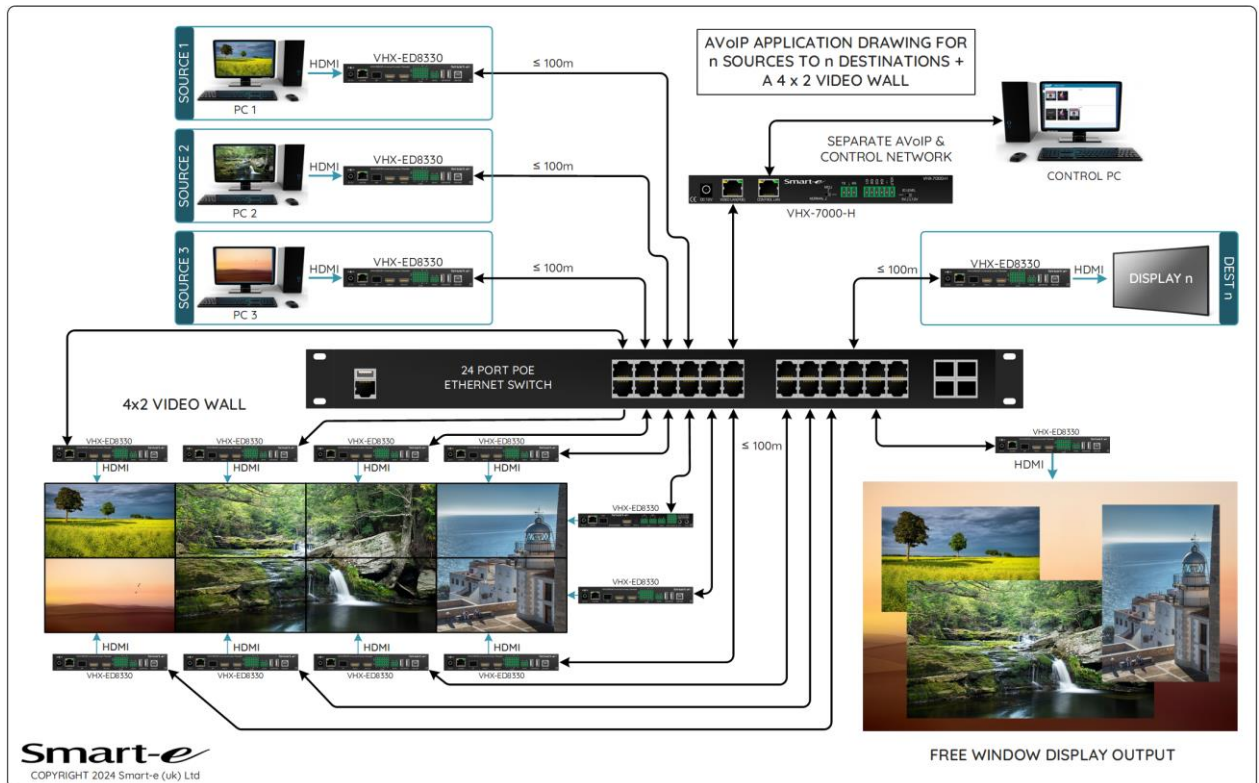 SOURCE 1
HDMI
VHX-ED8330
PC 1
≤ 100m
AVoIP APPLICATION DRAWING FOR
n SOURCES TO n DESTINATIONS +
A 4 x 2 VIDEO WALL
SOURCE 2
HDMI
VHX-ED8330
PC 2
≤ 100m
SEPARATE AVoIP &
CONTROL NETWORK
CONTROL PC
Smart-e
VHX-7000-H
VHX-7000-H
SOURCE 3
HDMI
VHX-ED8330
PC 3
≤ 100m
≤ 100m
VHX-ED8330
HDMI
DISPLAY n
DEST n
24 PORT POE
ETHERNET SWITCH
4x2 VIDEO WALL
VHX-ED8330
VHX-ED8330
VHX-ED8330
VHX-ED8330
HDMI
HDMI
HDMI
HDMI
≤ 100m
VHX-ED8330
HDMI
VHX-ED8330
VHX-ED8330
HDMI
HDMI
HDMI
HDMI
VHX-ED8330
VHX-ED8330
VHX-ED8330
VHX-ED8330
FREE WINDOW DISPLAY OUTPUT
Smart-e
COPYRIGHT 2024 Smart-e (uk) Ltd